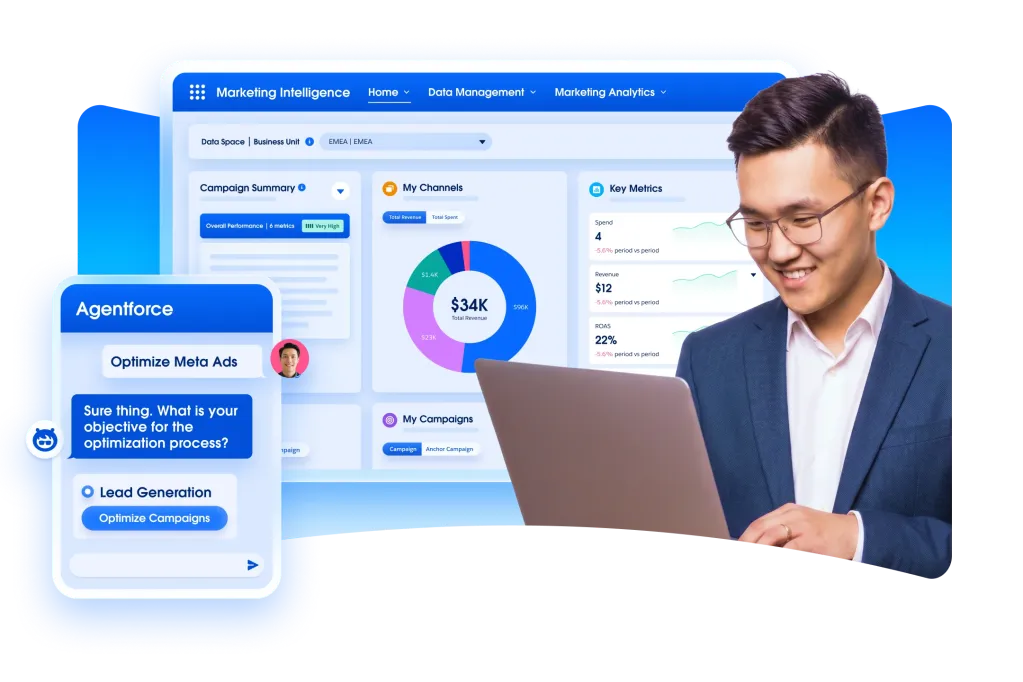 Marketing Intelligence
Home
Data Management
Marketing Analytics
Data Space | Business Unit
EMEA | EMEA
Campaign Summary
Overall Performance | 6 metrics
Very High
My Channels
Total Revenue
Total Spent
$1.4K
$96K
$23K
$34K
Total Revenue
Key Metrics
Spend
4
-5.6% period vs period
Revenue
$12
-5.6% period vs period
ROAS
22%
-5.6% period vs period
My Campaigns
Campaign
Anchor Campaign
Agentforce
Optimize Meta Ads
Sure thing. What is your
objective for the
optimization process?
Lead Generation
Optimize Campaigns